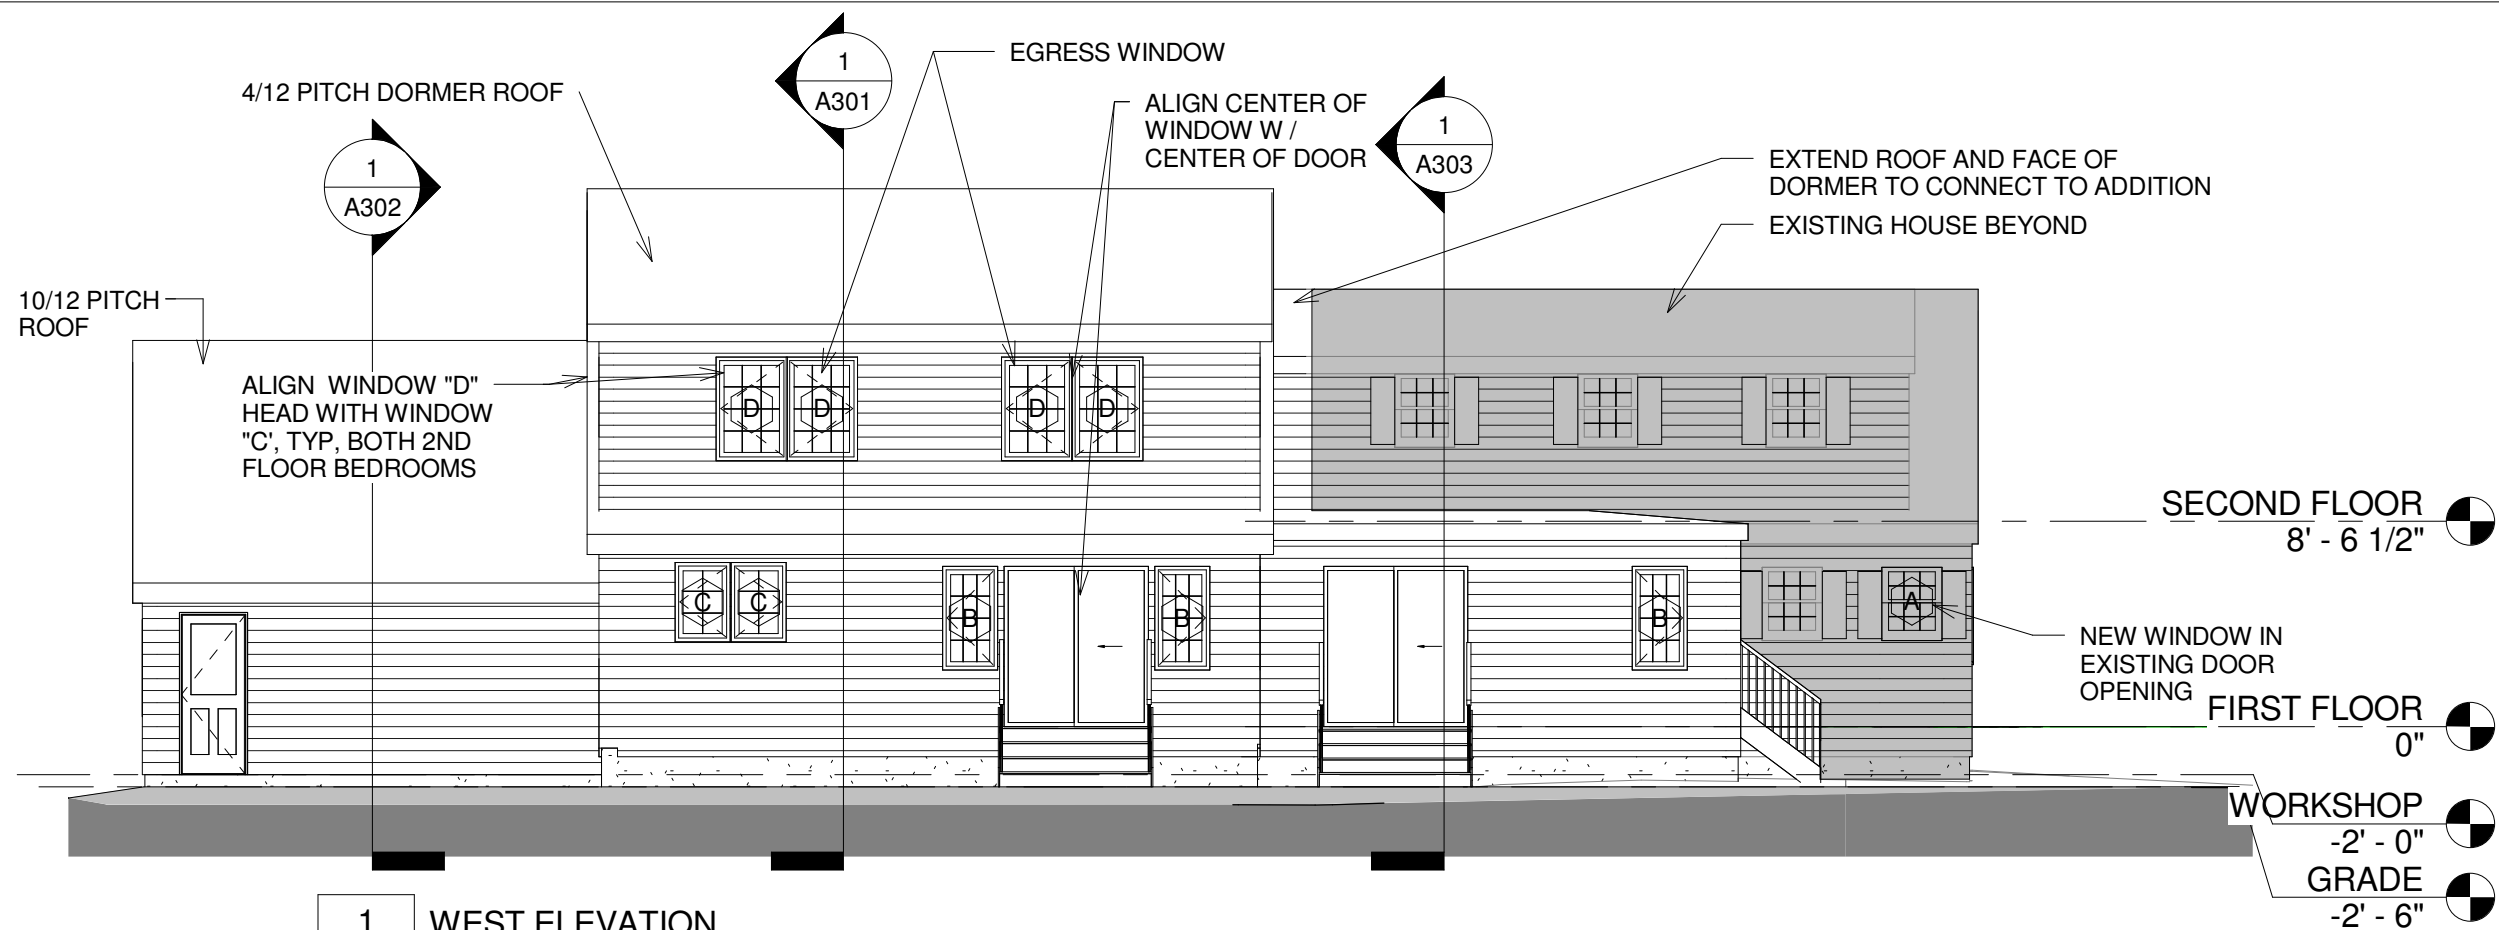 1
A301
EGRESS WINDOW
4/12 PITCH DORMER ROOF
ALIGN CENTER OF
WINDOW W /
CENTER OF DOOR
1
A303
1
A302
EXTEND ROOF AND FACE OF
DORMER TO CONNECT TO ADDITION
EXISTING HOUSE BEYOND
10/12 PITCH
ROOF
ALIGN WINDOW "D"
HEAD WITH WINDOW
"C', TYP, BOTH 2ND
FLOOR BEDROOMS
D
D
D
D
SECOND FLOOR
8' - 6 1/2"
C
C
B
B
B
A
NEW WINDOW IN
EXISTING DOOR
OPENING
FIRST FLOOR
0"
WORKSHOP
-2' - 0"
GRADE
-2' - 6"
1
WEST ELEVATION